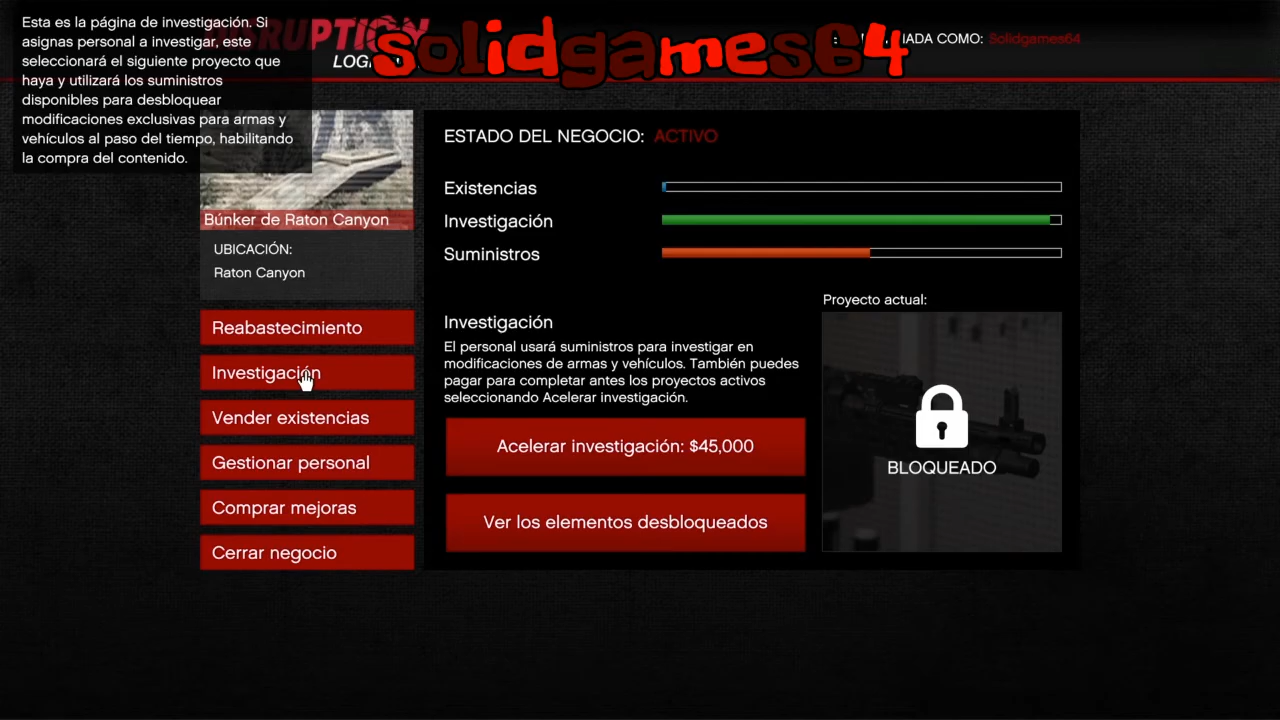 Esta es la página de investigación. Si
asignas personal a investigar, este
seleccionará el siguiente proyecto que
haya y utilizará los suministros
disponibles para desbloquear
modificaciones exclusivas para armas y
vehículos al paso del tiempo, habilitando
la compra del contenido.
solidgames64
Solidgames64
Búnker de Raton Canyon
UBICACIÓN:
Raton Canyon
Reabastecimiento
Investigación
Vender existencias
Gestionar personal
Comprar mejoras
Cerrar negocio
ESTADO DEL NEGOCIO: ACTIVO
Existencias
Investigación
Suministros
Investigación
El personal usará suministros para investigar en
modificaciones de armas y vehículos. También puedes
pagar para completar antes los proyectos activos
seleccionando Acelerar investigación.
Acelerar investigación: $45,000
Ver los elementos desbloqueados
Proyecto actual:
BLOQUEADO